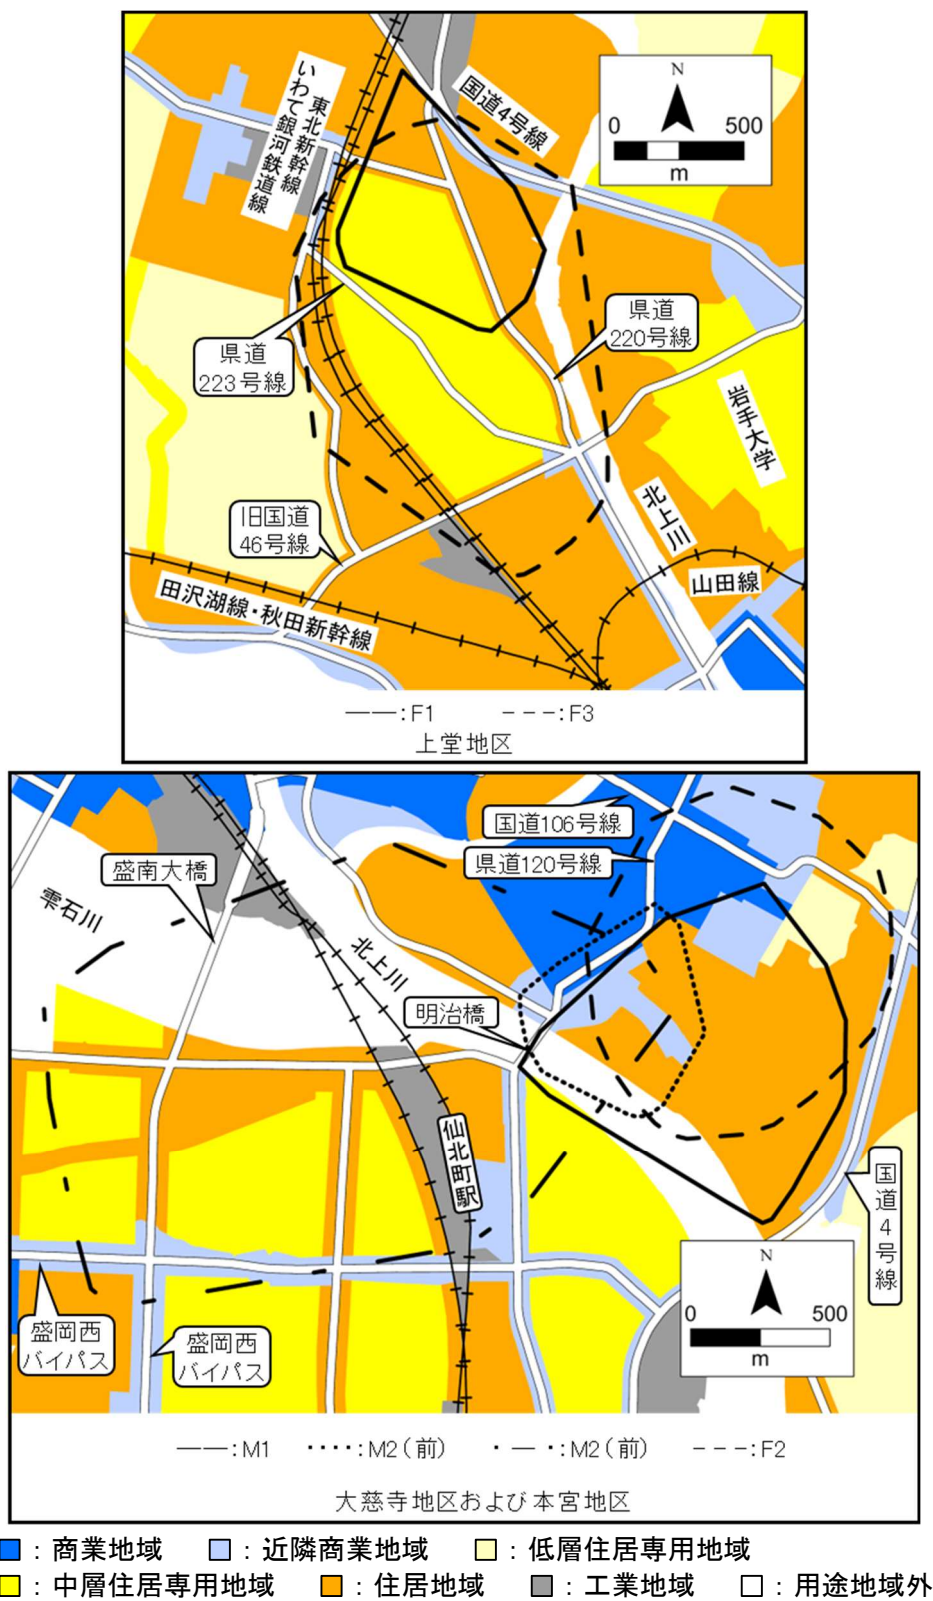 いわて銀河鉄道線
東北新幹線
国道4号線
N
0 500
m
県道
223号線
県道
220号線
岩手大学
旧国道
46号線
北上川
山田線
田沢湖線・秋田新幹線
——:F1 ---:F3
上堂地区
国道106号線
県道120号線
盛南大橋
雫石川
北上川
明治橋
仙北町駅
国道4号線
N
0 500
m
盛岡西
バイパス
盛岡西
バイパス
——:M1 ････:M2(前) ・—・:M2(前) ---:F2
大慈寺地区および本宮地区
:商業地域 :近隣商業地域 :低層住居専用地域
:中層住居専用地域 :住居地域 :工業地域 :用途地域外